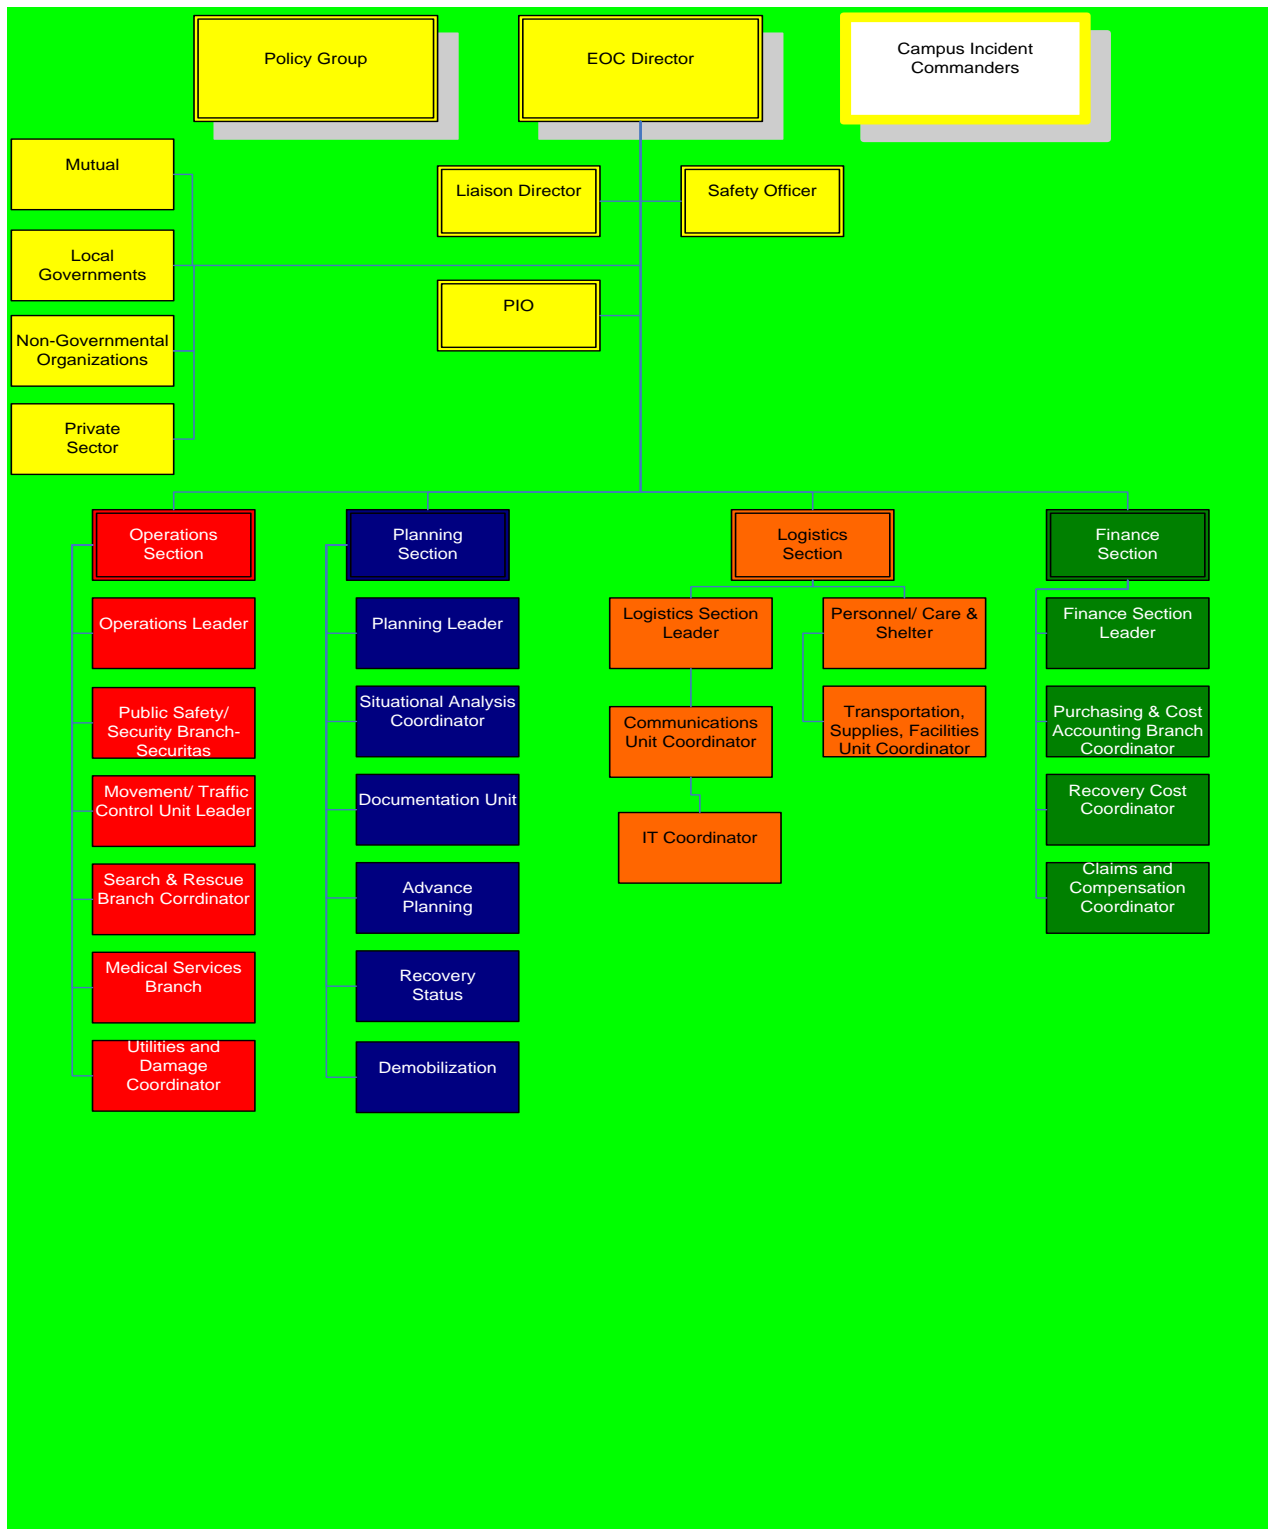 Policy Group
EOC Director
Campus Incident
Commanders
Mutual
Liaison Director
Safety Officer
Local
Governments
PIO
Non-Governmental
Organizations
Private
Sector
Operations
Section
Planning
Section
Logistics
Section
Finance
Section
Operations Leader
Public Safety/
Security Branch-
Securitas
Movement/ Traffic
Control Unit Leader
Search & Rescue
Branch Corrdinator
Medical Services
Branch
Utilities and
Damage
Coordinator
Planning Leader
Situational Analysis
Coordinator
Documentation Unit
Advance
Planning
Recovery
Status
Demobilization
Logistics Section
Leader
Communications
Unit Coordinator
IT Coordinator
Personnel/ Care &
Shelter
Transportation,
Supplies, Facilities
Unit Coordinator
Finance Section
Leader
Purchasing & Cost
Accounting Branch
Coordinator
Recovery Cost
Coordinator
Claims and
Compensation
Coordinator